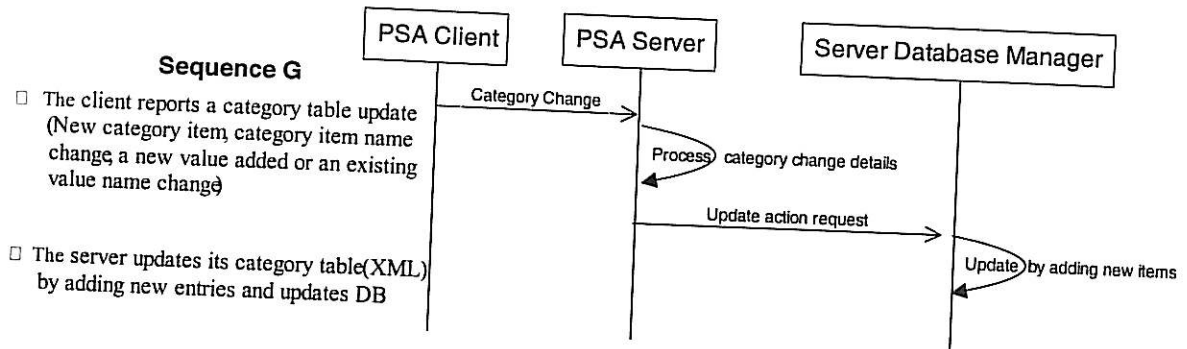 PSA Client
PSA Server
Server Database Manager
Sequence G
□ The client reports a category table update
(New category item, category item name
change, a new value added or an existing
value name change)
□ The server updates its category table(XML)
by adding new entries and updates DB
Category Change
Process category change details
Update action request
Update by adding new items